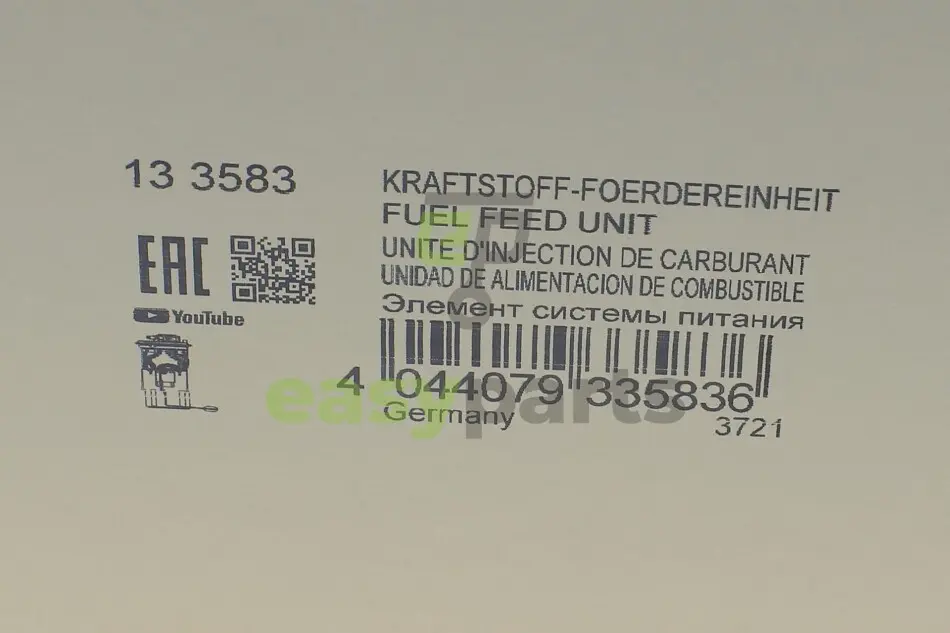 13 3583
KRAFTSTOFF-FOERDEREINHEIT
FUEL FEED UNIT
UNITE D'INJECTION DE CARBURANT
UNIDAD DE ALIMENTACION DE COMBUSTIBLE
Элемент системы питания
EAC
YouTube
4 044079 335836
Germany
3721
easyparts